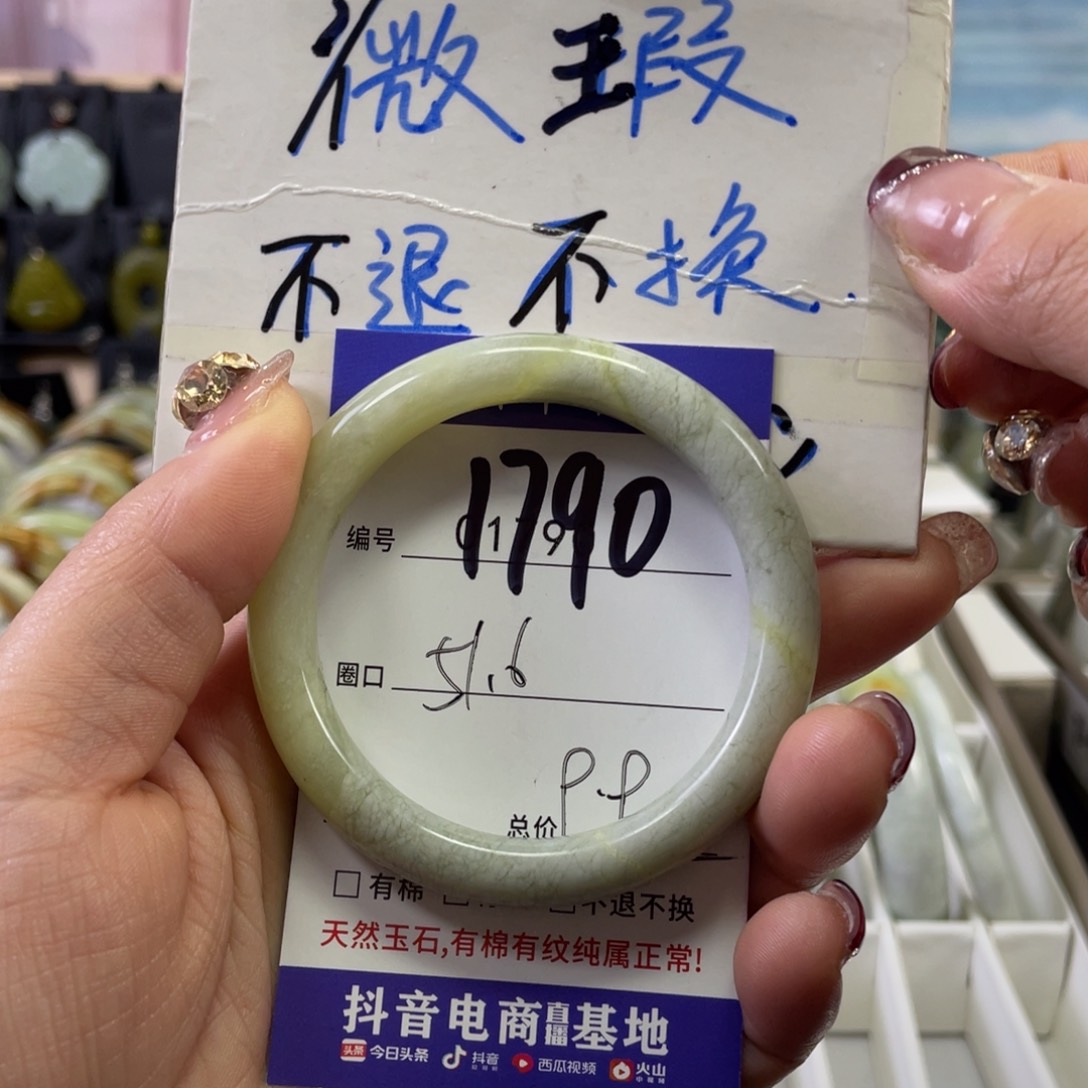 微瑕
不退不换
编号 1790
圈口 51.6
总价 P.P
有棉 不退不换
天然玉石,有棉有纹纯属正常!
抖音电商直播基地
头条 今日头条 抖音 西瓜视频 火山